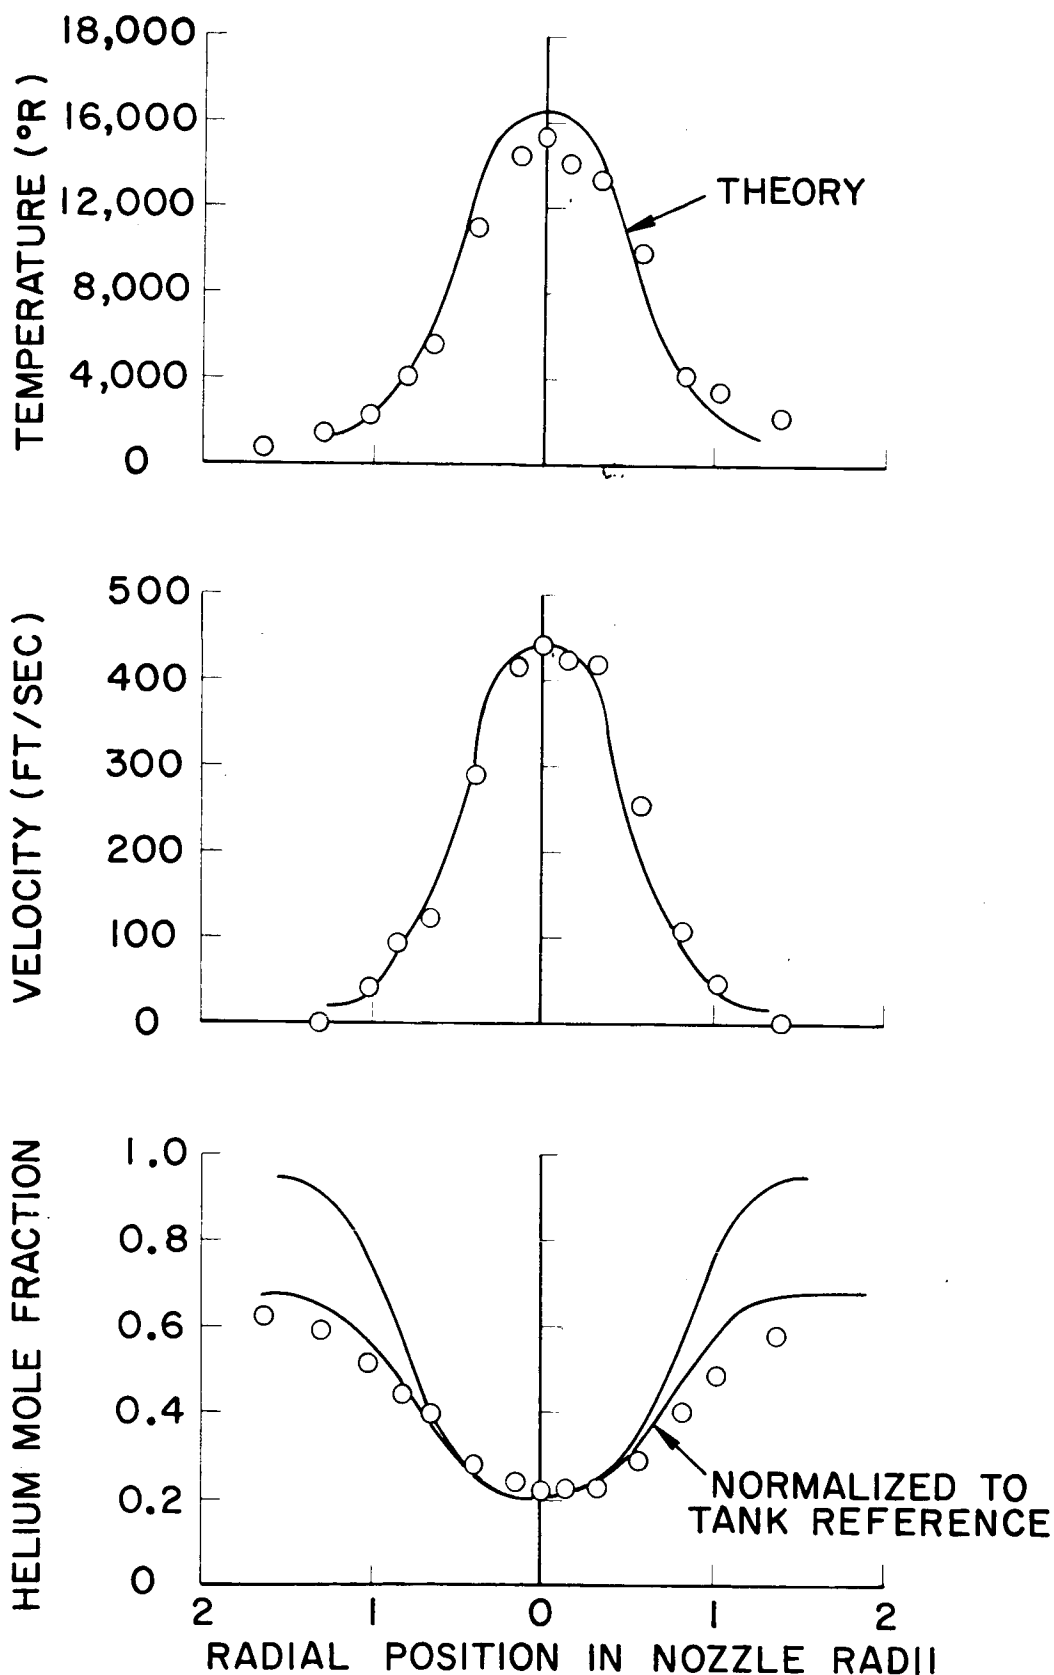 TEMPERATURE (°R)
18,000
16,000
12,000
8,000
4,000
0
THEORY
VELOCITY (FT/SEC)
500
400
300
200
100
0
HELIUM MOLE FRACTION
1.0
0.8
0.6
0.4
0.2
0
NORMALIZED TO
TANK REFERENCE
2 1 0 1 2
RADIAL POSITION IN NOZZLE RADII